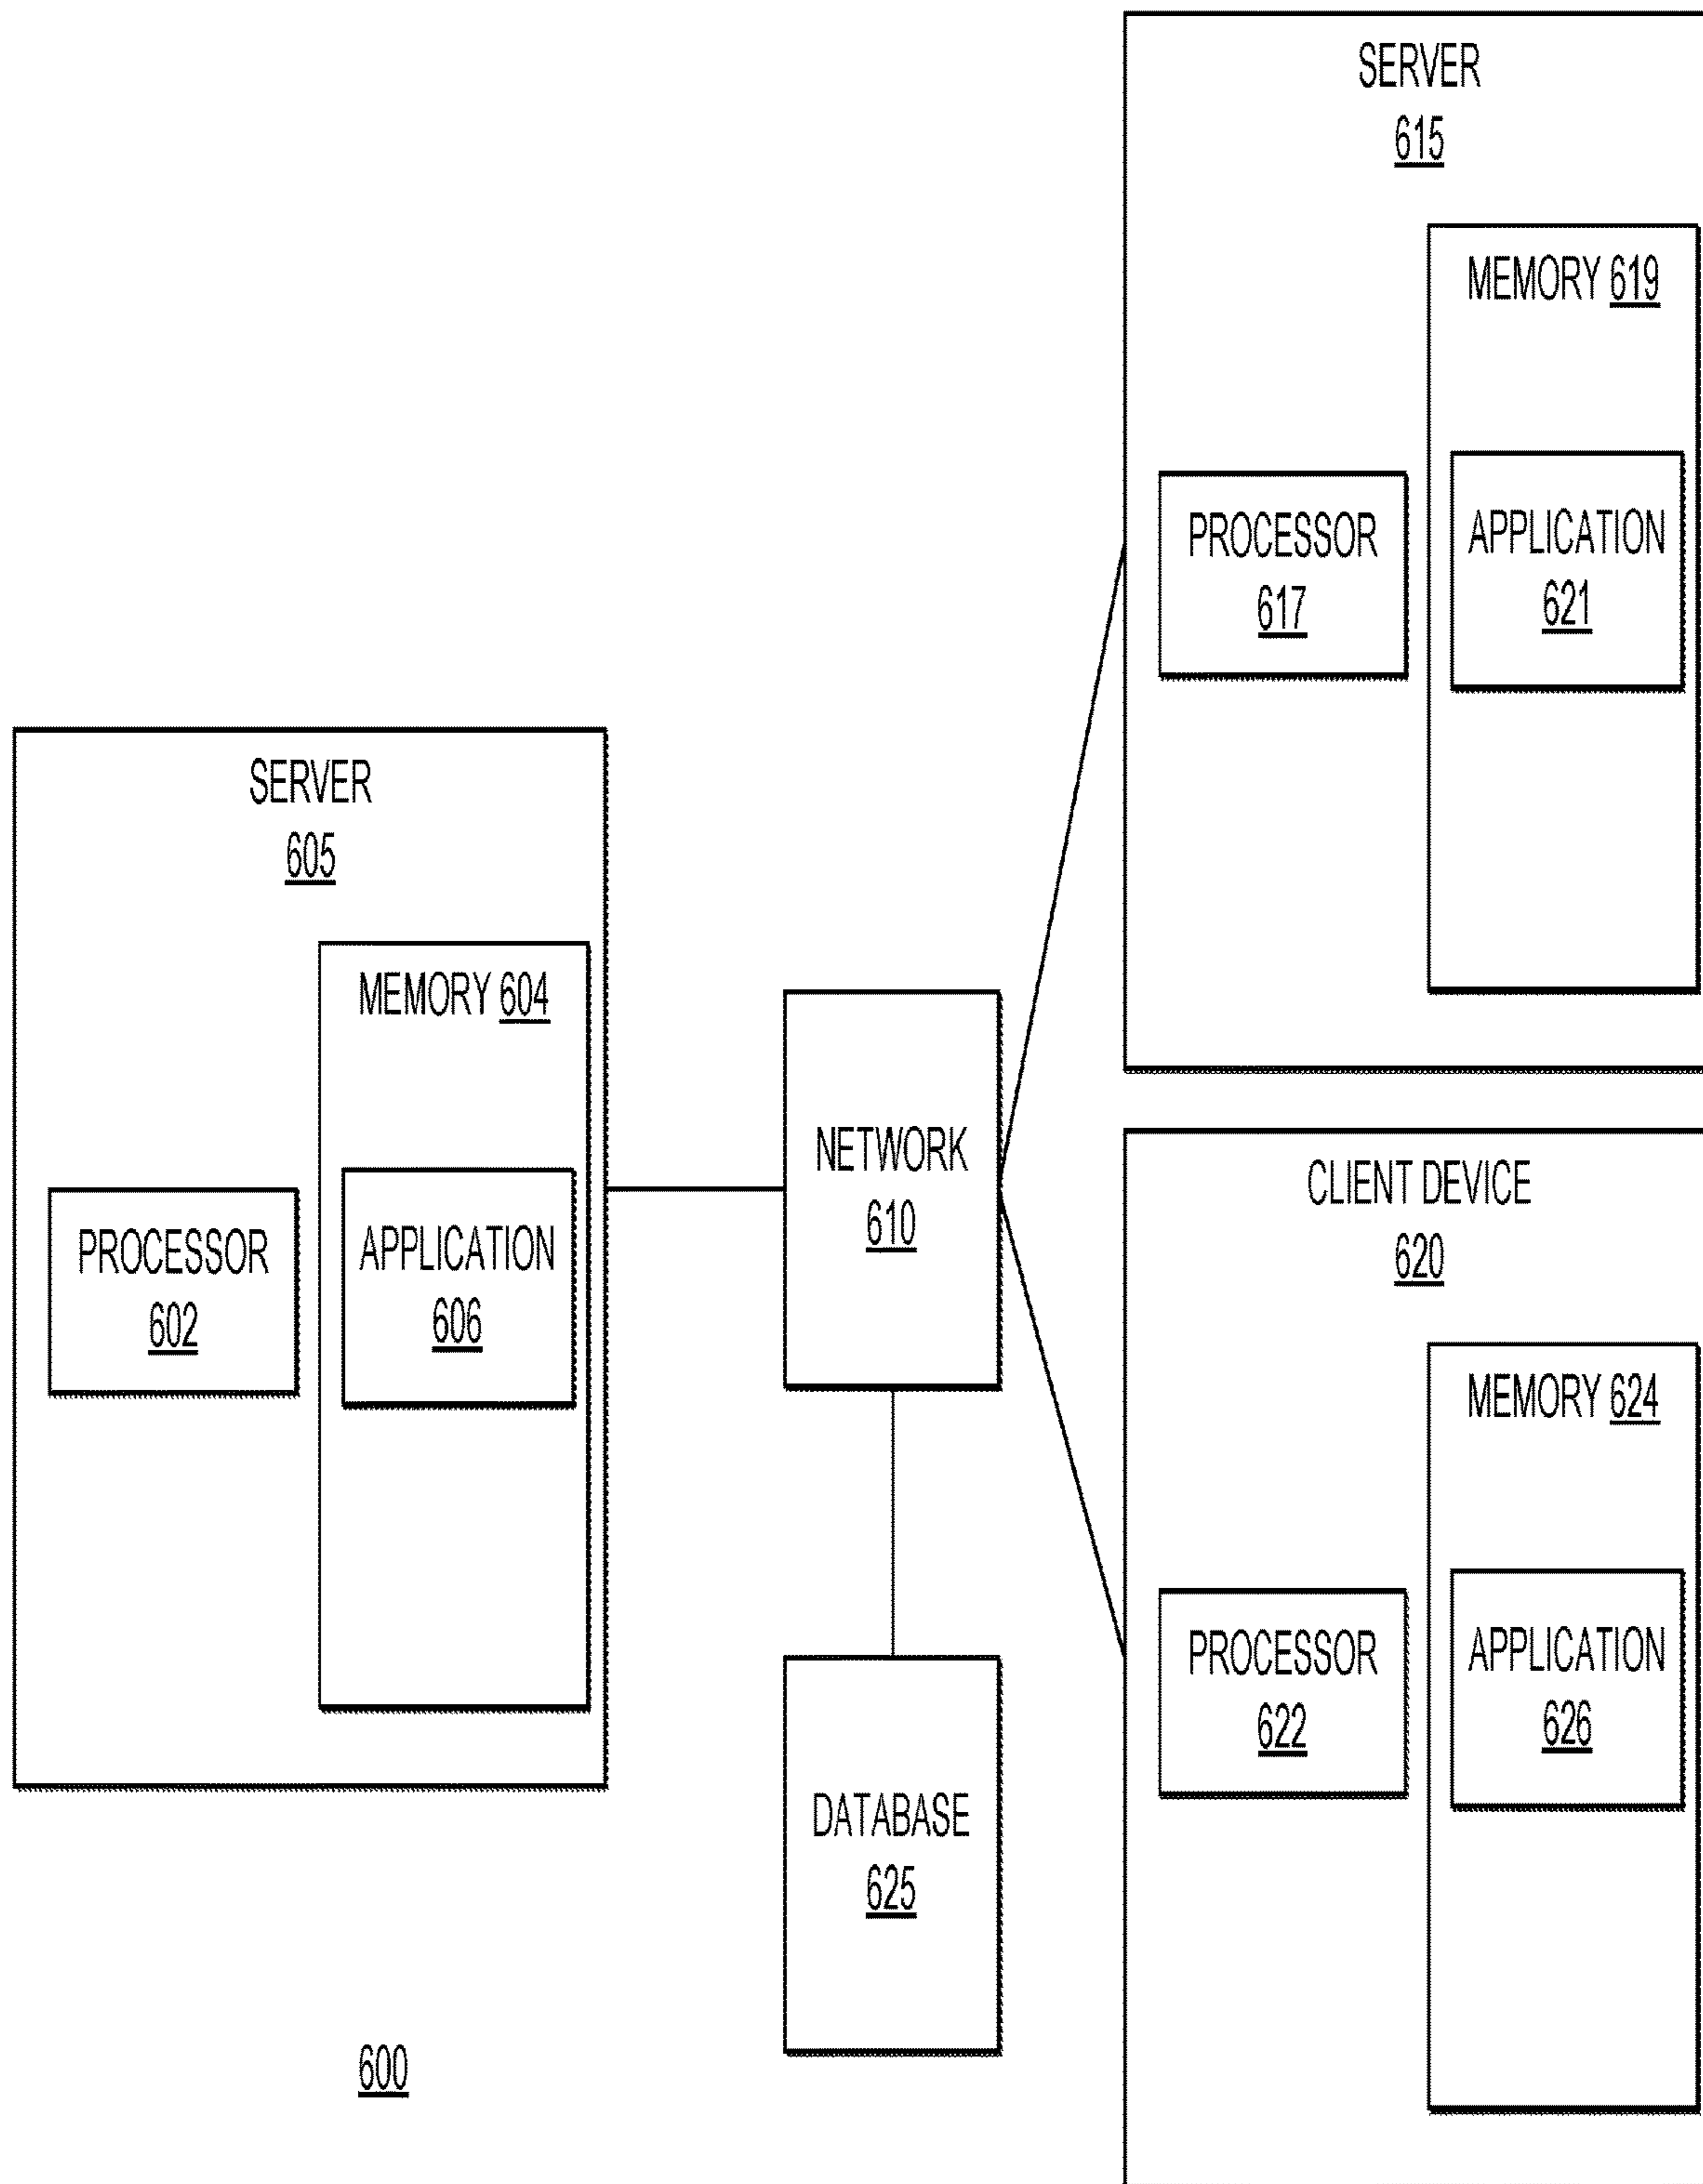 SERVER
615
MEMORY 619
PROCESSOR
617
APPLICATION
621
SERVER
605
MEMORY 604
PROCESSOR
602
APPLICATION
606
NETWORK
610
CLIENT DEVICE
620
MEMORY 624
PROCESSOR
622
APPLICATION
626
DATABASE
625
600